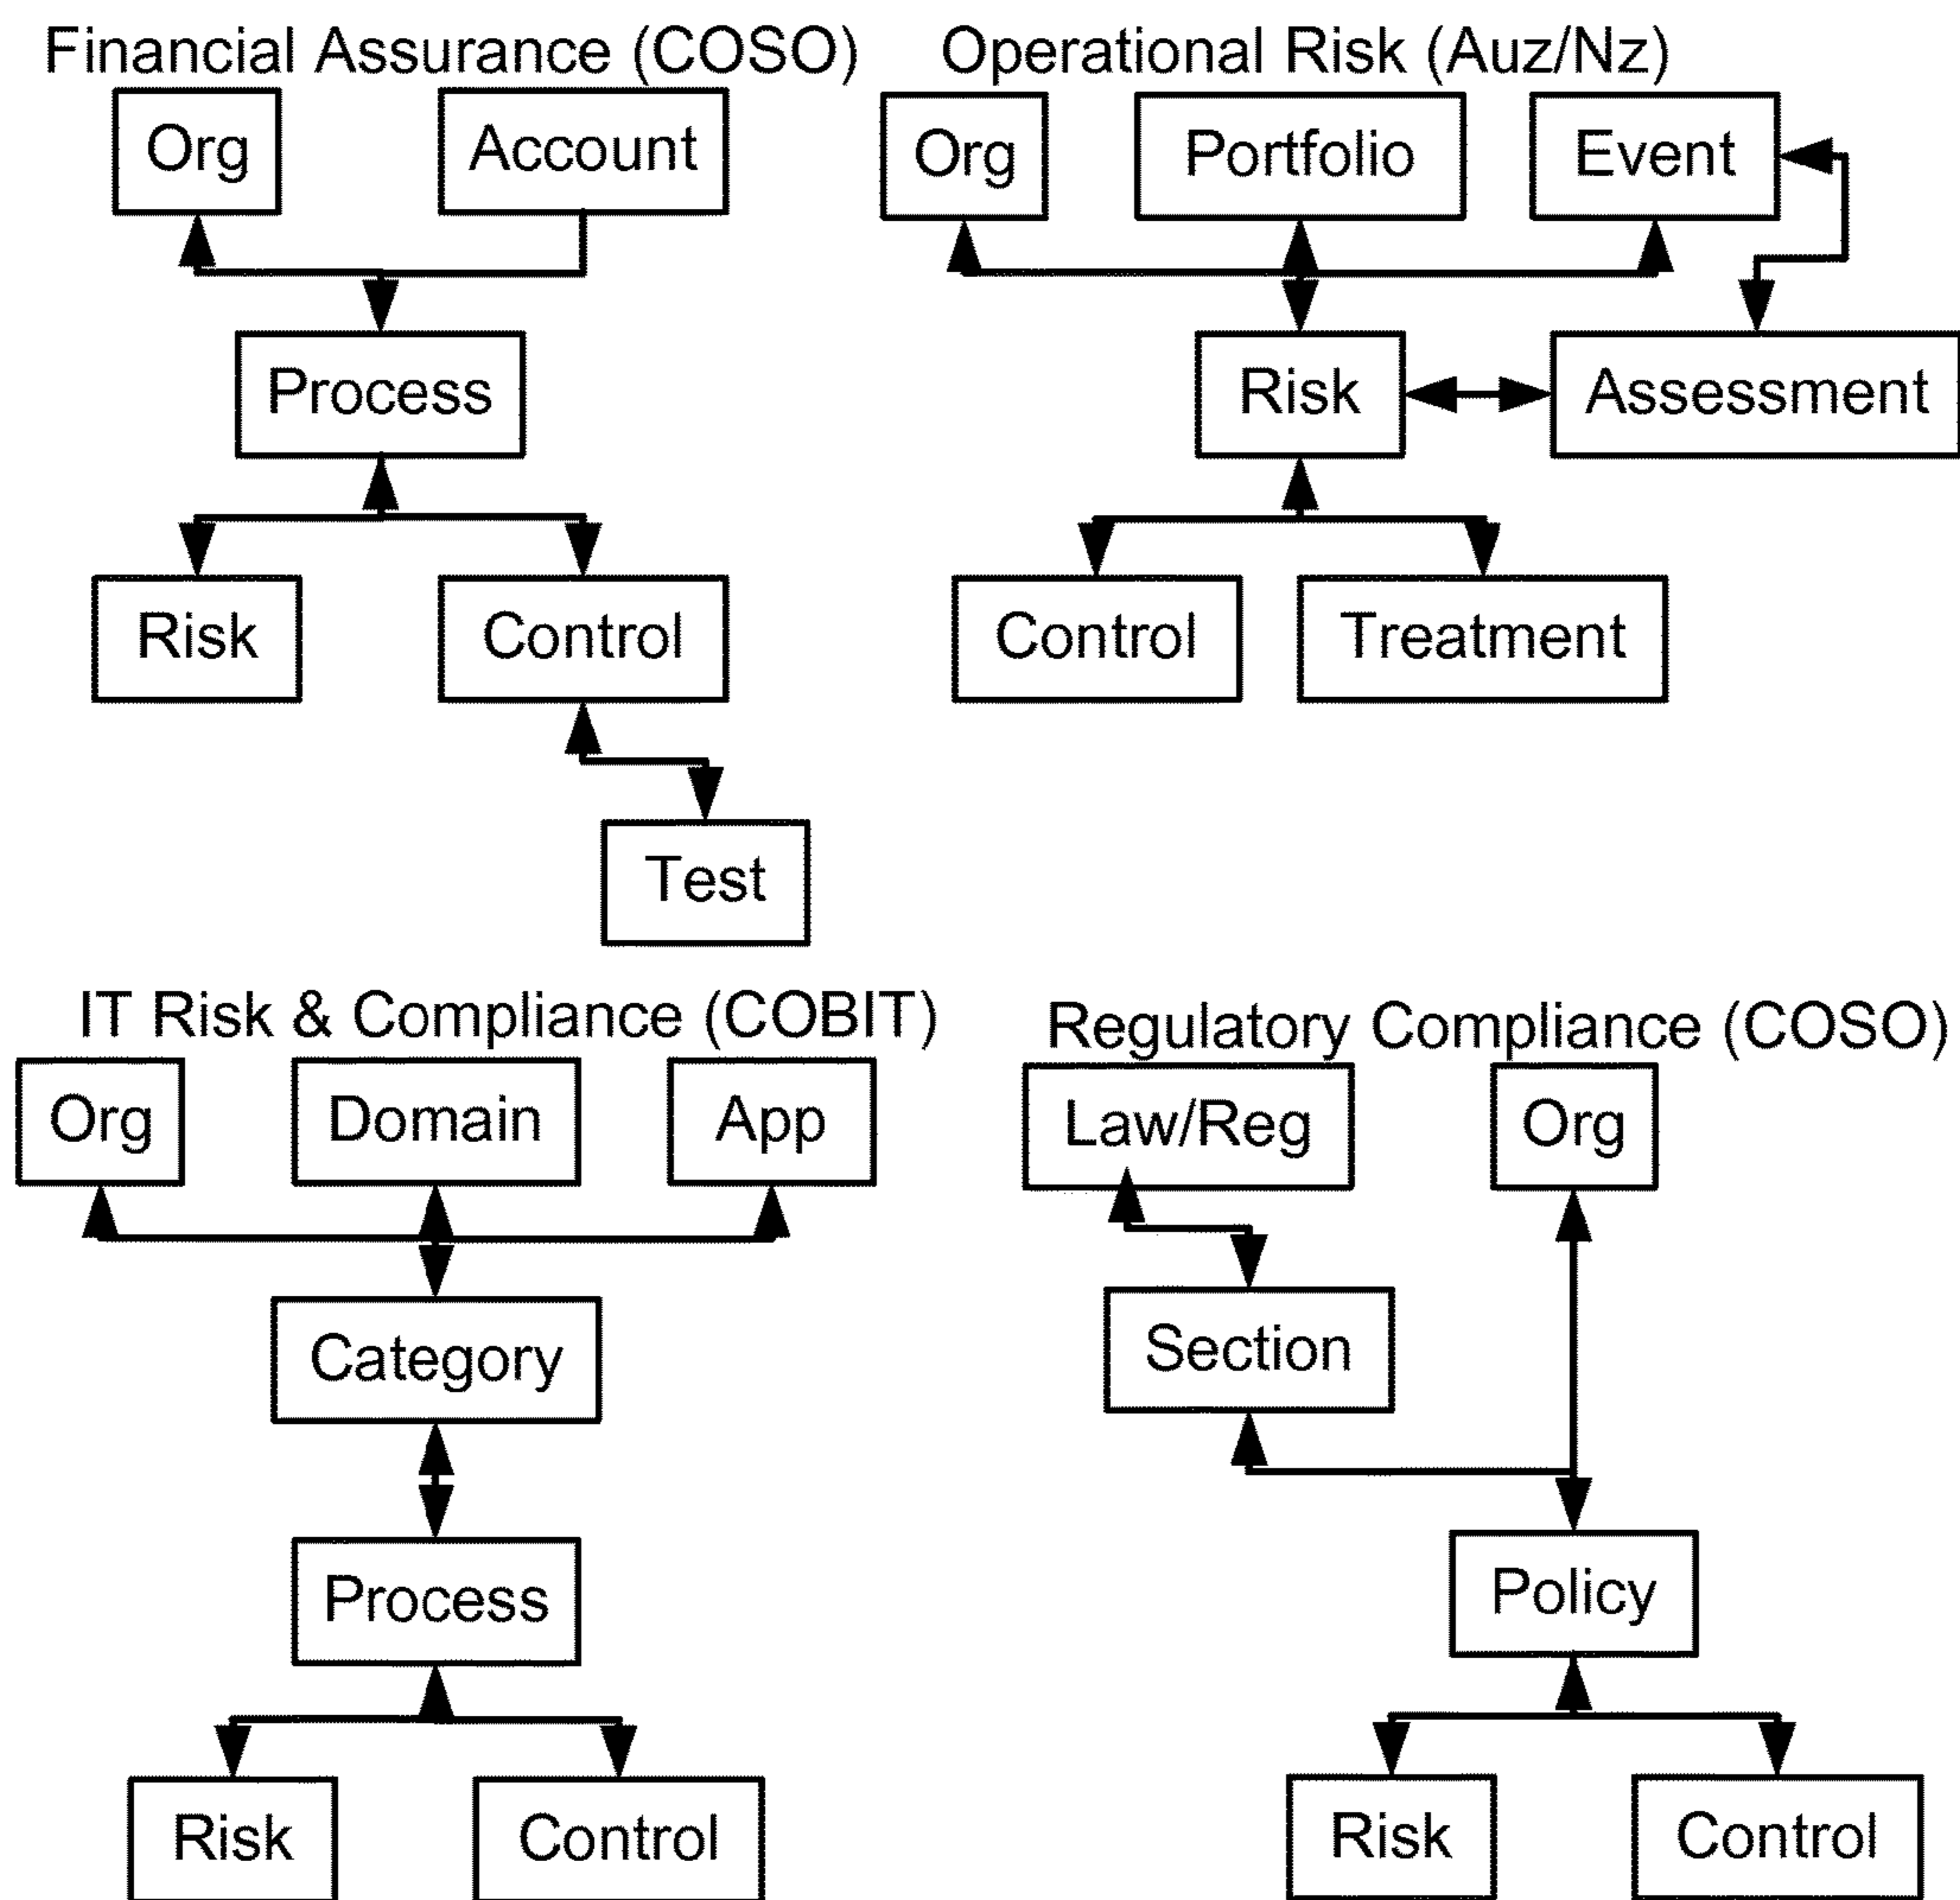 Financial Assurance (COSO)
Org
Account
Process
Risk
Control
Test
Operational Risk (Auz/Nz)
Org
Portfolio
Event
Risk
Assessment
Control
Treatment
IT Risk & Compliance (COBIT)
Org
Domain
App
Category
Process
Risk
Control
Regulatory Compliance (COSO)
Law/Reg
Org
Section
Policy
Risk
Control